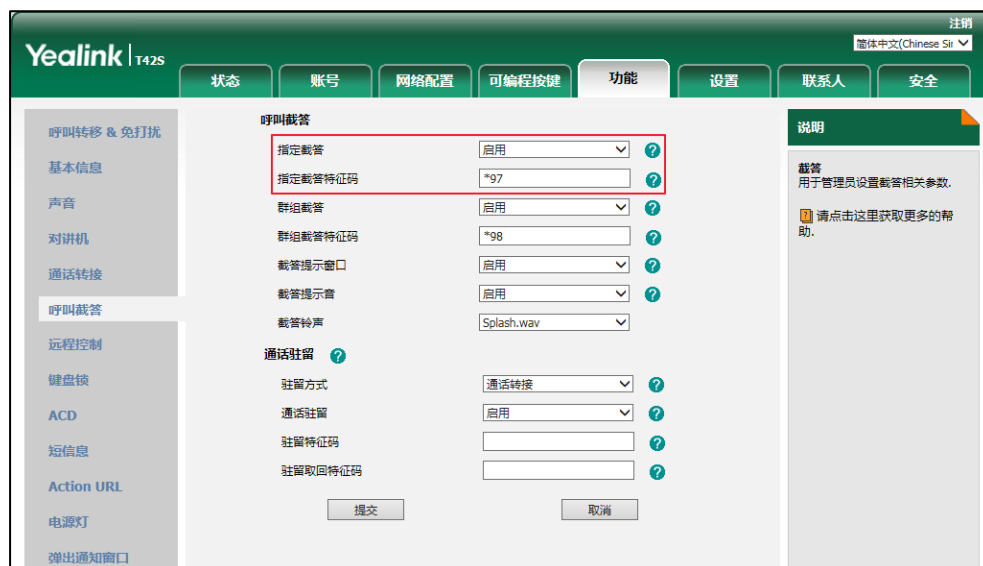 注销
Yealink T42S
简体中文(Chinese Sii
状态 账号 网络配置 可编程按键 功能 设置 联系人 安全
呼叫转移 & 免打扰
基本信息
声音
对讲机
通话转接
呼叫截答
远程控制
键盘锁
ACD
短信息
Action URL
电源灯
弹出通知窗口
呼叫截答
指定截答 启用 ?
指定截答特征码 *97 ?
群组截答 启用 ?
群组截答特征码 *98 ?
截答提示窗口 启用 ?
截答提示音 启用 ?
截答铃声 Splash.wav
通话驻留 ?
驻留方式 通话转接 ?
通话驻留 启用 ?
驻留特征码 ?
驻留取回特征码 ?
提交 取消
说明
截答
用于管理员设置截答相关参数.
? 请点击这里获取更多的帮
助.